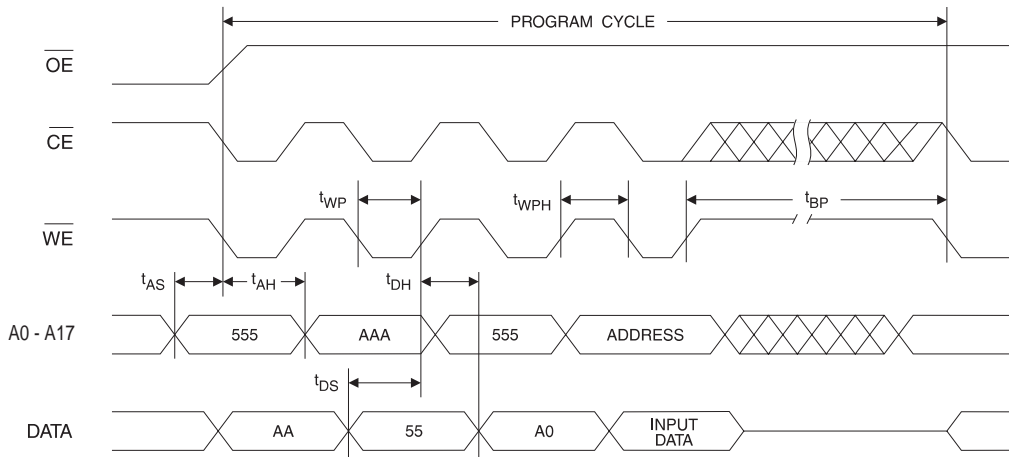 PROGRAM CYCLE
OE
CE
tWP
tWPH
tBP
WE
tAS
tAH
tDH
A0 - A17
555
AAA
555
ADDRESS
tDS
DATA
AA
55
A0
INPUT
DATA